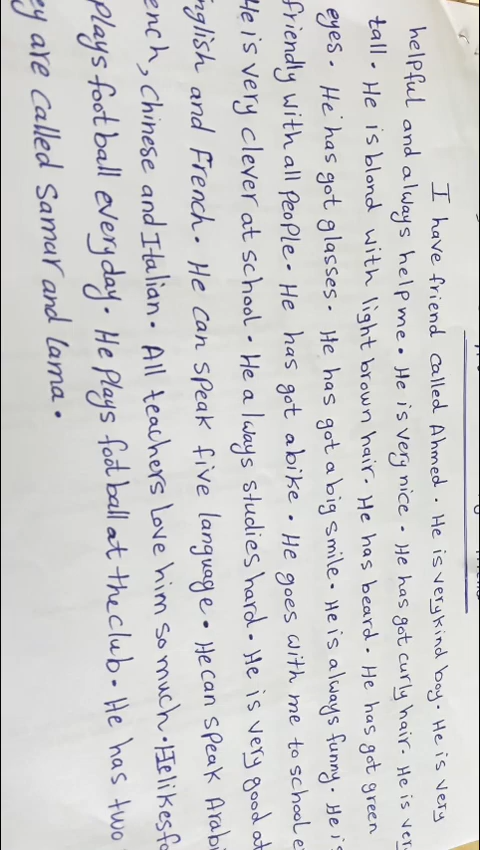 I have friend called Ahmed. He is very kind boy. He is very
helpful and always help me. He is very nice. He has got curly hair. He is ver
tall. He is blond with light brown hair. He has beard. He has got green
eyes. He has got glasses. He has got a big smile. He is always funny. He is
friendly with all people. He has got a bike. He goes with me to school e
He is very clever at school. He always studies hard. He is very good at
nglish and French. He can speak five language. He can speak Arabi
ench, Chinese and Italian. All teachers love him so much. He likes fo
plays football everyday. He plays football at the club. He has two
ey are called Samar and Lama.